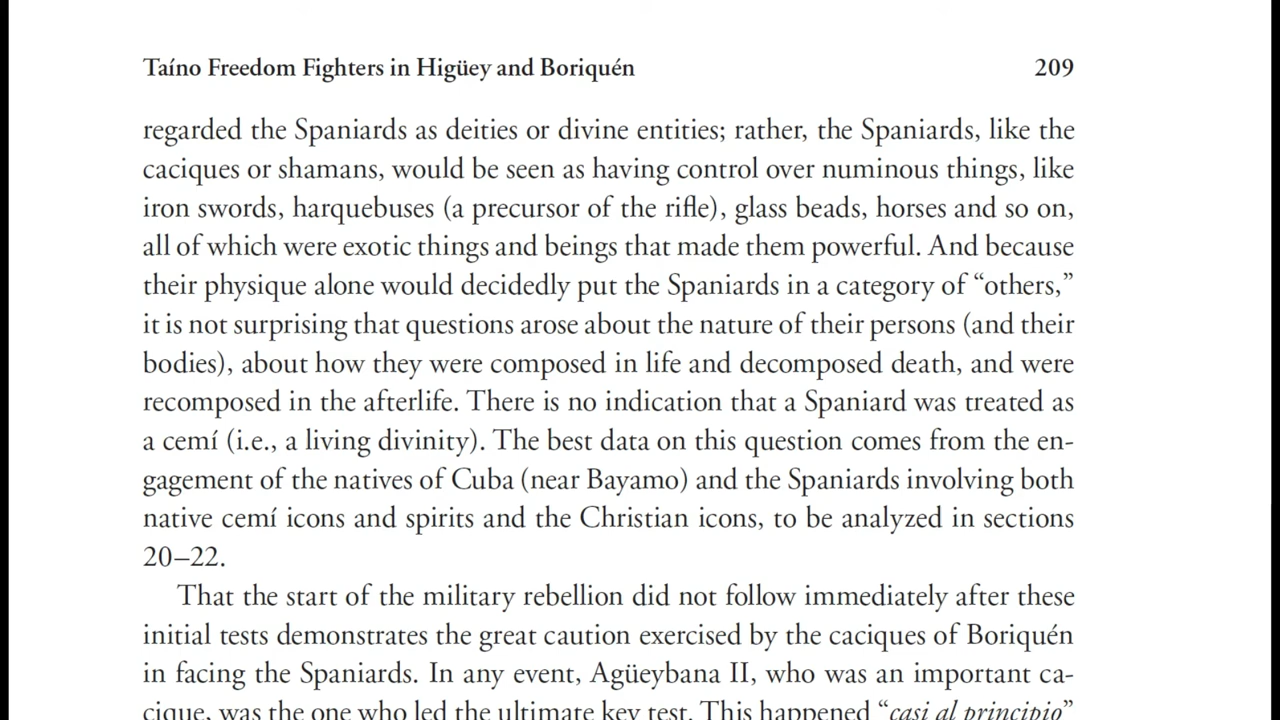 Taíno Freedom Fighters in Higüey and Boriquén 209
regarded the Spaniards as deities or divine entities; rather, the Spaniards, like the
caciques or shamans, would be seen as having control over numinous things, like
iron swords, harquebuses (a precursor of the rifle), glass beads, horses and so on,
all of which were exotic things and beings that made them powerful. And because
their physique alone would decidedly put the Spaniards in a category of “others,”
it is not surprising that questions arose about the nature of their persons (and their
bodies), about how they were composed in life and decomposed death, and were
recomposed in the afterlife. There is no indication that a Spaniard was treated as
a cemí (i.e., a living divinity). The best data on this question comes from the en-
gagement of the natives of Cuba (near Bayamo) and the Spaniards involving both
native cemí icons and spirits and the Christian icons, to be analyzed in sections
20–22.
That the start of the military rebellion did not follow immediately after these
initial tests demonstrates the great caution exercised by the caciques of Boriquén
in facing the Spaniards. In any event, Agüeybana II, who was an important ca-
cique, was the one who led the ultimate key test. This happened “casi al principio”